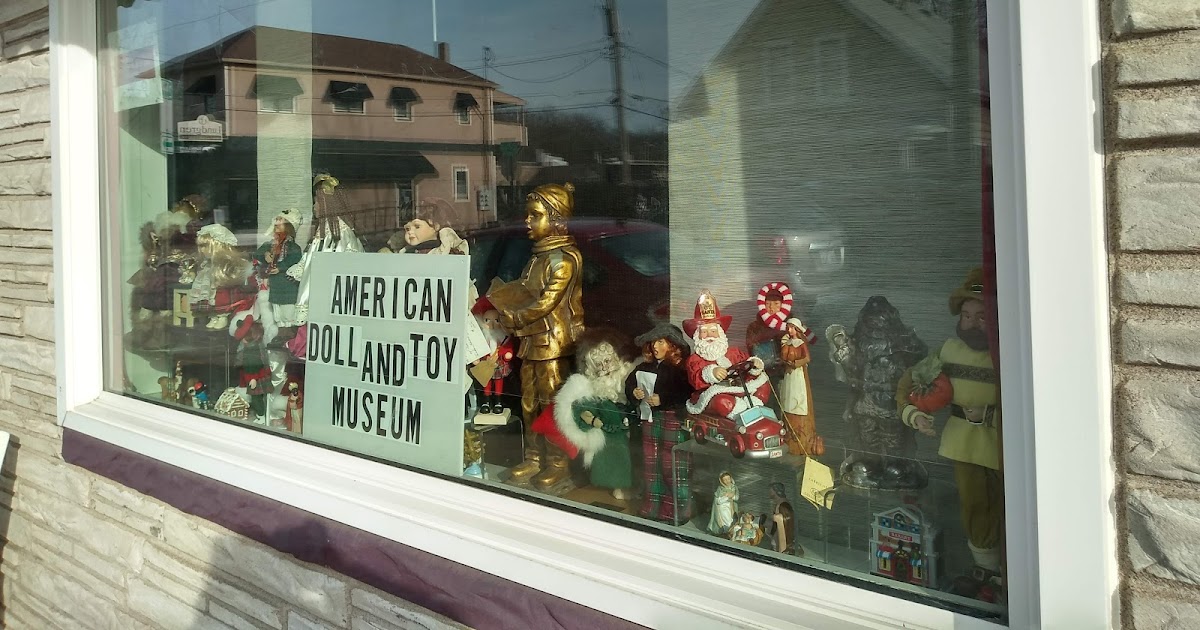 AMERICAN
DOLL AND TOY
MUSEUM